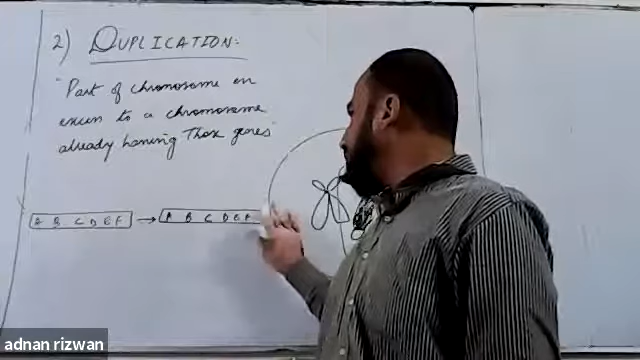 2) DUPLICATION:-
"Part of chromosome in
excess to a chromosome
already having those genes"
A B C D E F → A B C D E F
adnan rizwan